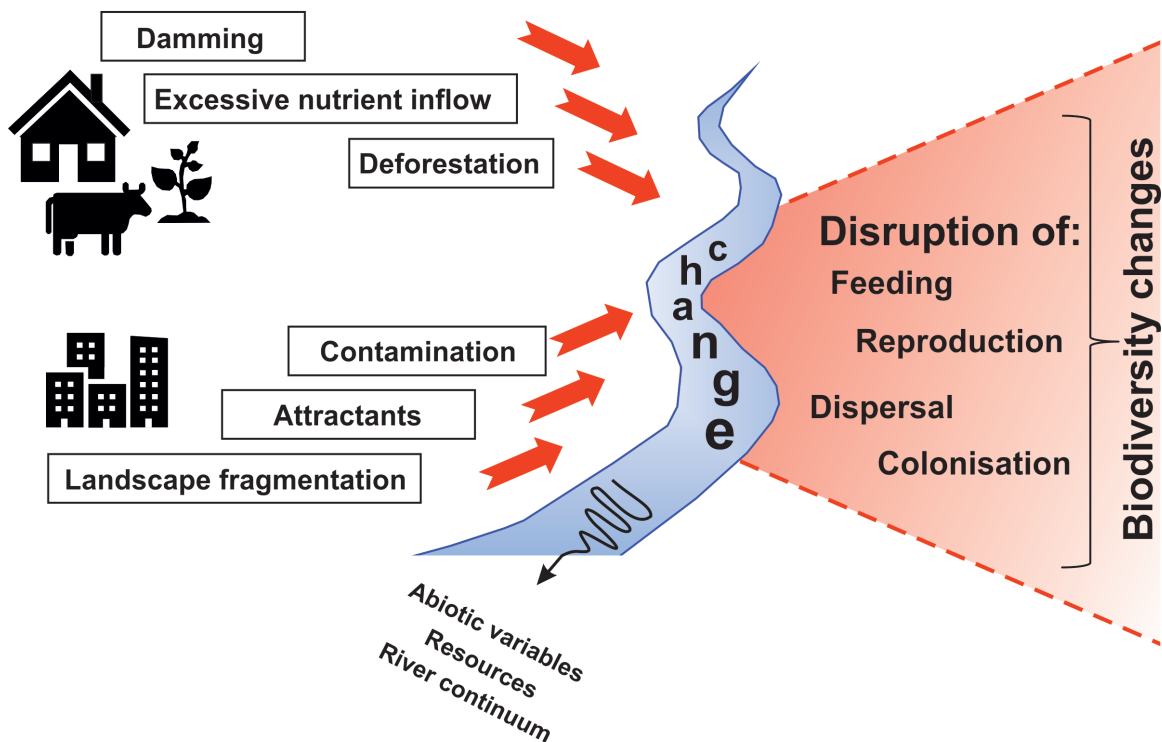 Damming
Excessive nutrient inflow
Deforestation
Contamination
Attractants
Landscape fragmentation
change
Abiotic variables
Resources
River continuum
Disruption of:
Feeding
Reproduction
Dispersal
Colonisation
Biodiversity changes